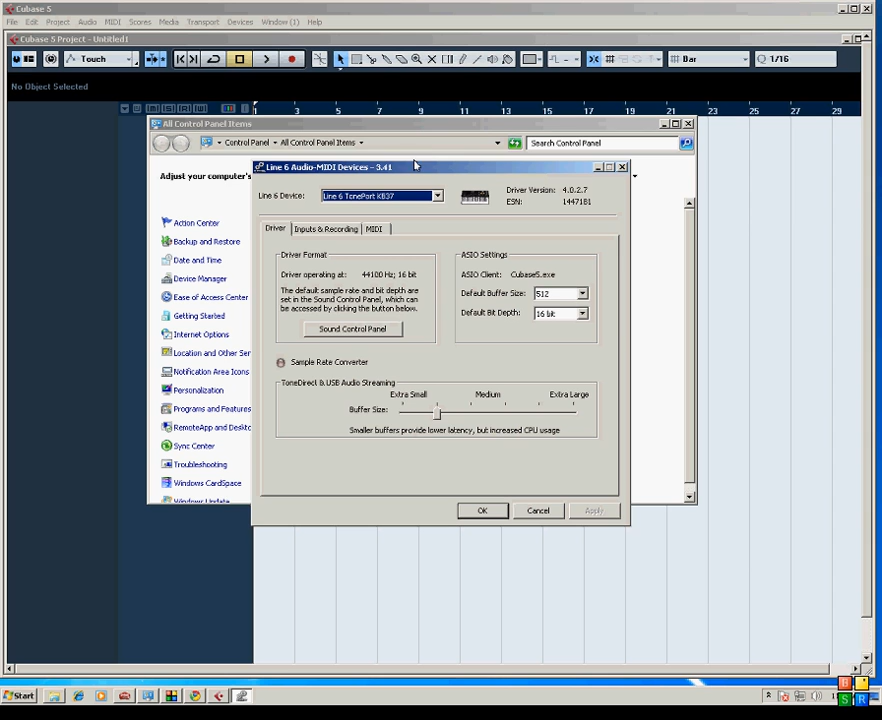 Cubase 5
File Edit Project Audio MIDI Scores Media Transport Devices Window (1) Help
Cubase 5 Project - Untitled1
Touch
Bar
1/16
No Object Selected
1 3 5 7 9 11 13 15 17 19 21 23 25 27 29
All Control Panel Items
Control Panel All Control Panel Items
Search Control Panel
Adjust your computer's
Action Center
Backup and Restore
Date and Time
Device Manager
Ease of Access Center
Getting Started
Internet Options
Location and Other Ser
Notification Area Icons
Personalization
Programs and Features
RemoteApp and Deskto
Sync Center
Troubleshooting
Windows CardSpace
Windows Update
Line 6 Audio-MIDI Devices - 3.41
Line 6 Device:
Line 6 TonePort KB37
Driver Version: 4.0.2.7
ESN: 1447181
Driver Inputs & Recording MIDI
Driver Format
Driver operating at: 44100 Hz; 16 bit
The default sample rate and bit depth are
set in the Sound Control Panel, which can
be accessed by clicking the button below.
Sound Control Panel
ASIO Settings
ASIO Client: Cubase5.exe
Default Buffer Size: 512
Default Bit Depth: 16 bit
Sample Rate Converter
ToneDirect & USB Audio Streaming
Extra Small Medium Extra Large
Buffer Size:
Smaller buffers provide lower latency, but increased CPU usage
OK Cancel Apply
Start